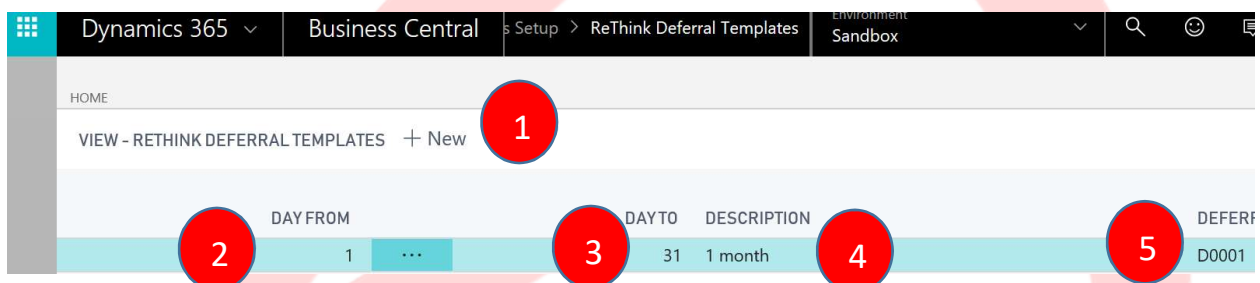 Dynamics 365 Business Central s Setup > ReThink Deferral Templates Environment
Sandbox
HOME
VIEW - RETHINK DEFERRAL TEMPLATES + New 1
DAY FROM DAY TO DESCRIPTION DEFERR
2 1 ... 3 31 1 month 4 5 D0001